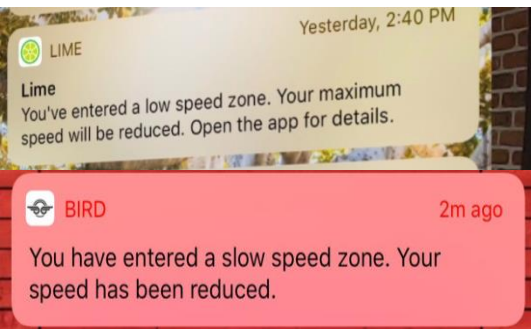 Yesterday, 2:40 PM
LIME
Lime
You've entered a low speed zone. Your maximum
speed will be reduced. Open the app for details.
BIRD
2m ago
You have entered a slow speed zone. Your
speed has been reduced.